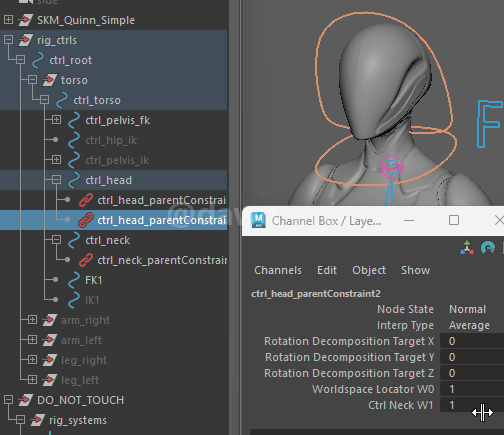 side
SKM_Quinn_Simple
rig_ctrls
ctrl_root
torso
ctrl_torso
ctrl_pelvis_fk
ctrl_hip_ik
ctrl_pelvis_ik
ctrl_head
ctrl_head_parentConstrai
ctrl_head_parentConstrai
ctrl_neck
ctrl_neck_parentConstrain
FK1
IK1
arm_right
arm_left
leg_right
leg_left
DO_NOT_TOUCH
rig_systems
F
M
Channel Box / Laye...
Channels Edit Object Show
ctrl_head_parentConstraint2
Node State Normal
Interp Type Average
Rotation Decomposition Target X 0
Rotation Decomposition Target Y 0
Rotation Decomposition Target Z 0
Worldspace Locator W0 1
Ctrl Neck W1 1